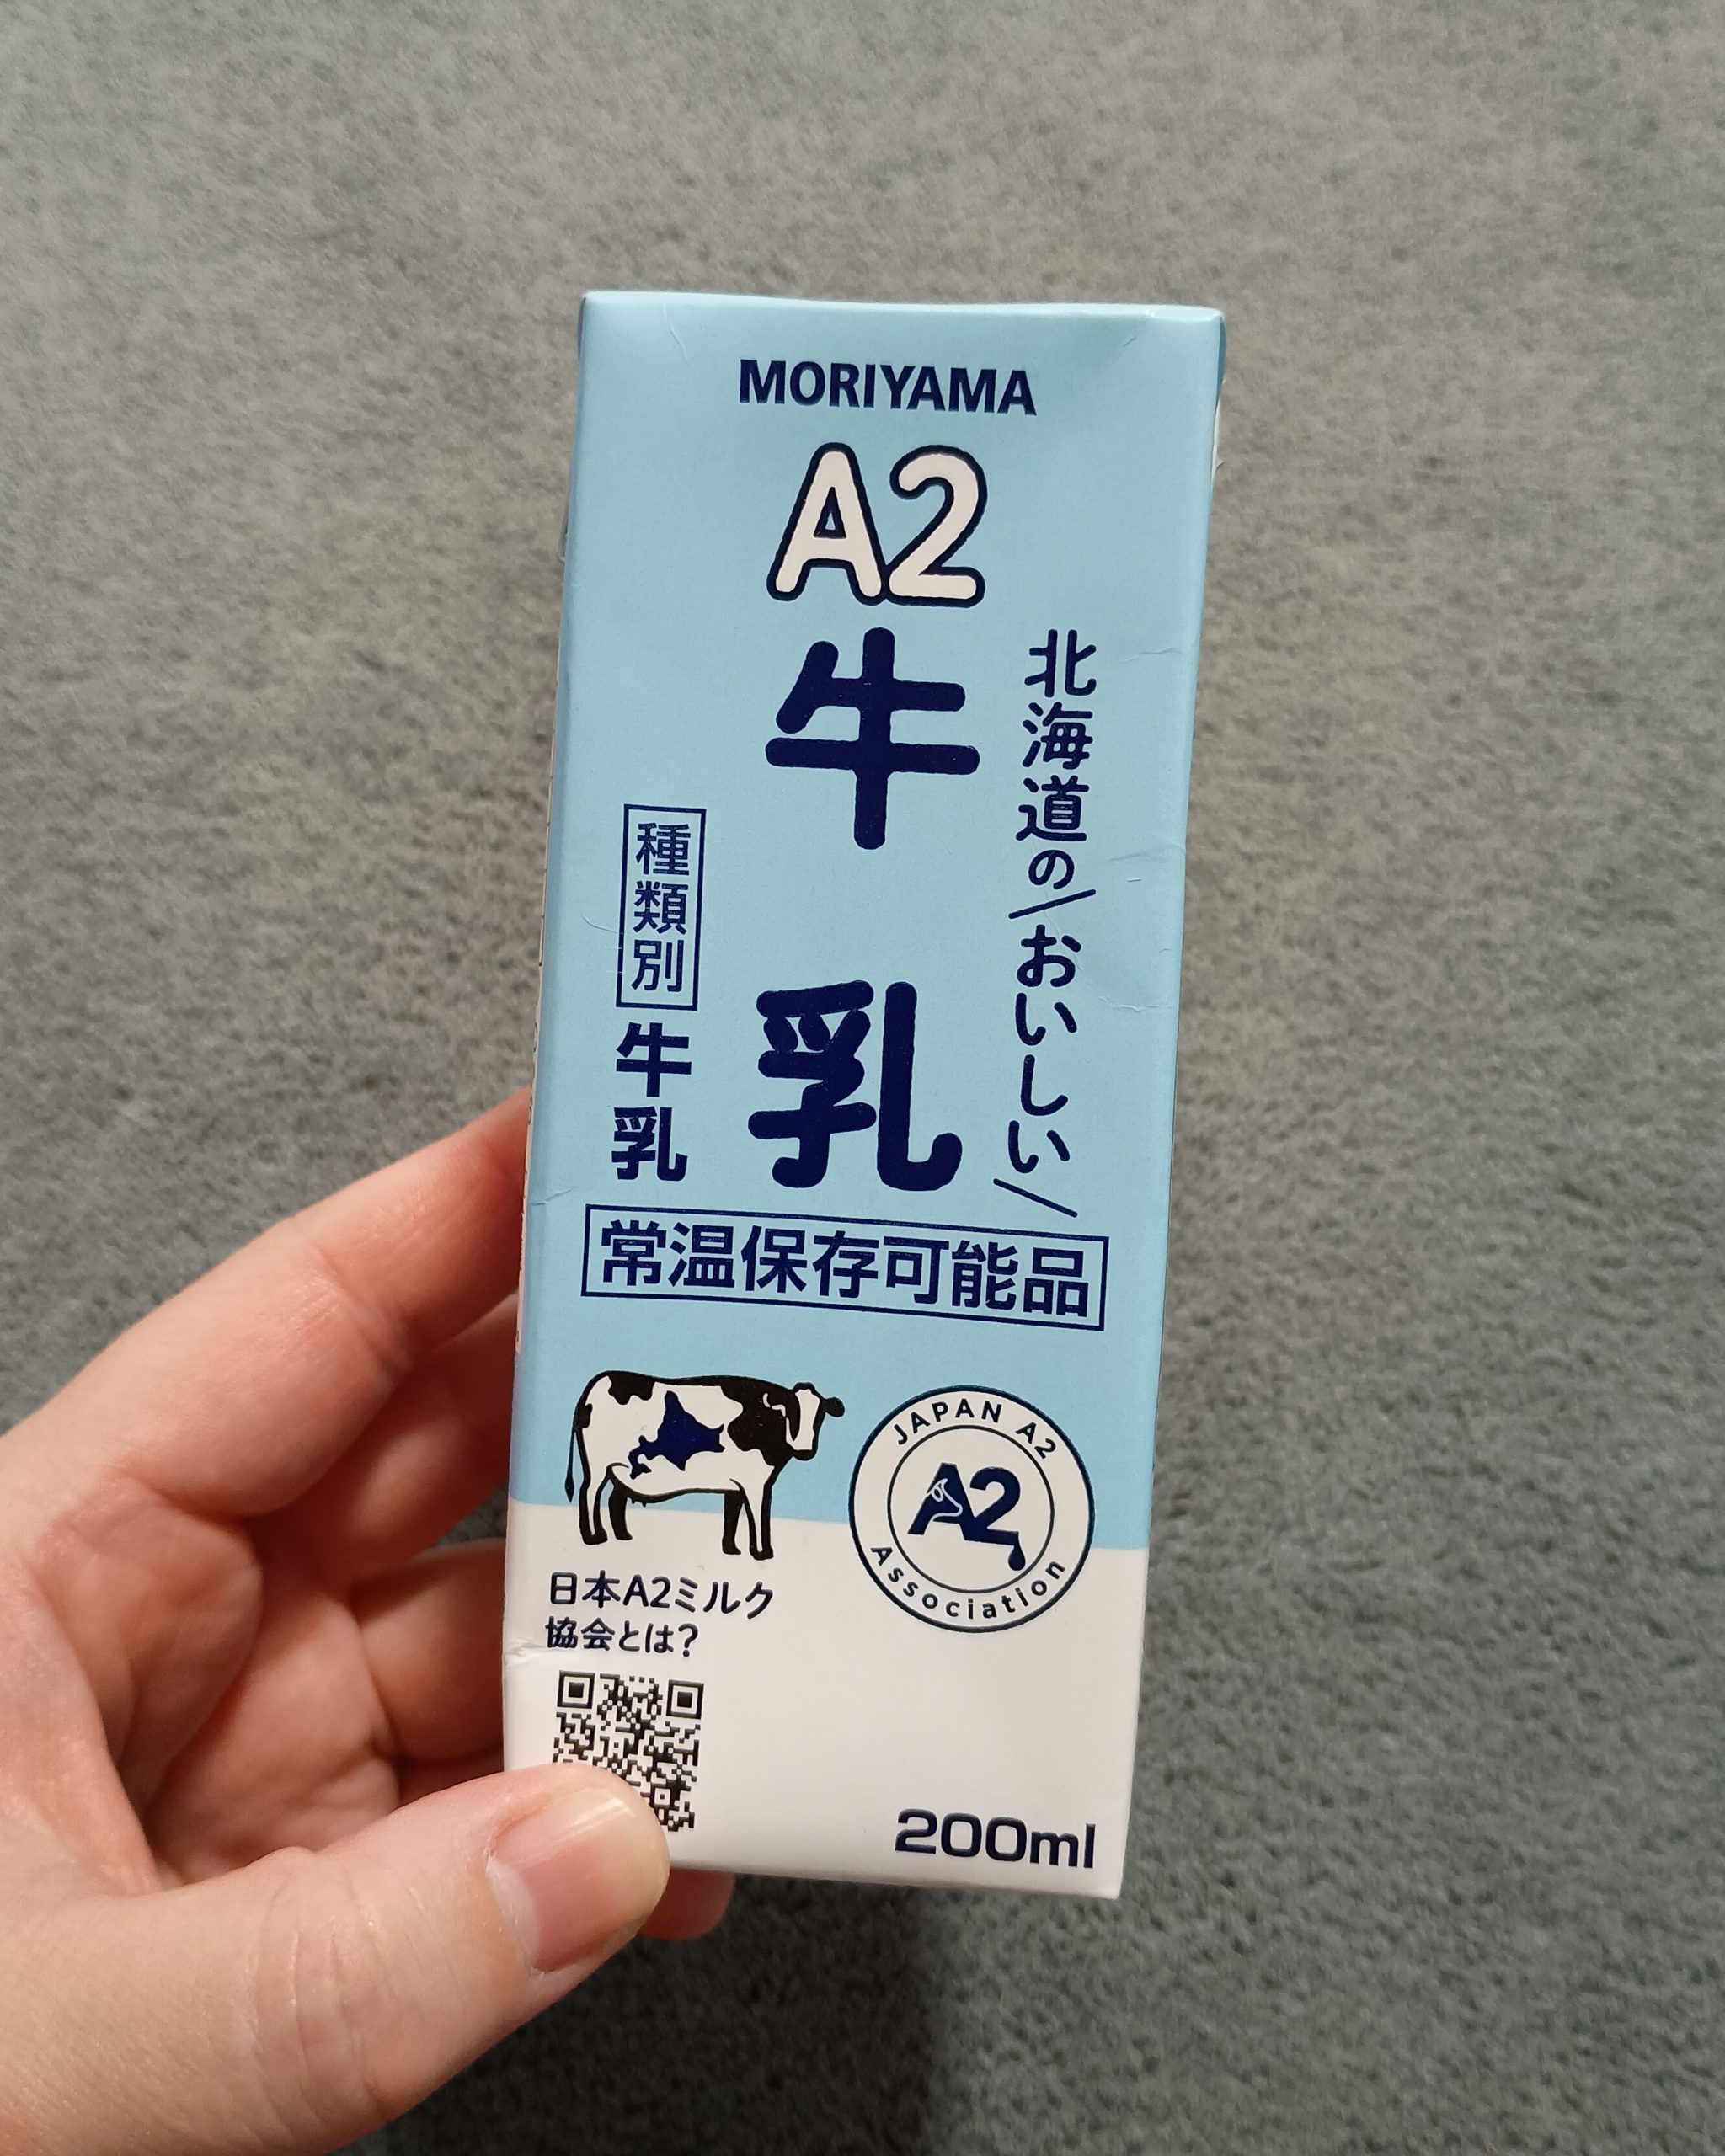 MORIYAMA
A2
牛乳
北海道の
おいしい
種類別
牛乳
常温保存可能品
JAPAN A2
A2
Association
日本A2ミルク
協会とは?
200ml